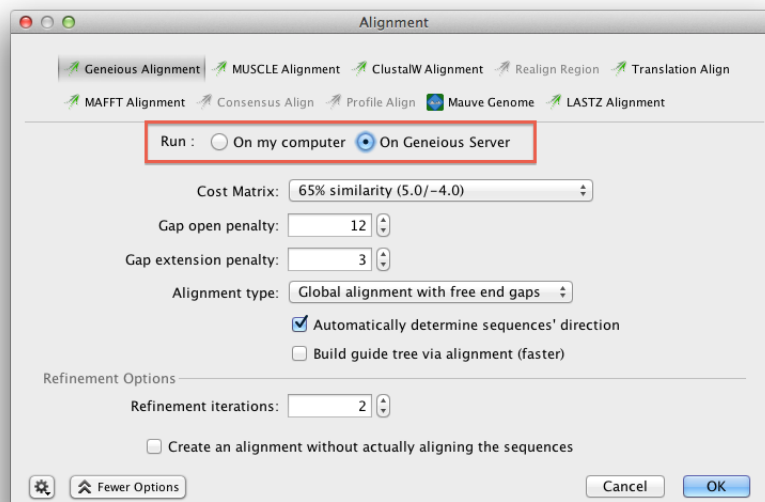 Alignment
Geneious Alignment MUSCLE Alignment ClustalW Alignment Realign Region Translation Align
MAFFT Alignment Consensus Align Profile Align Mauve Genome LASTZ Alignment
Run : On my computer On Geneious Server
Cost Matrix: 65% similarity (5.0/-4.0)
Gap open penalty: 12
Gap extension penalty: 3
Alignment type: Global alignment with free end gaps
Automatically determine sequences' direction
Build guide tree via alignment (faster)
Refinement Options
Refinement iterations: 2
Create an alignment without actually aligning the sequences
Fewer Options Cancel OK